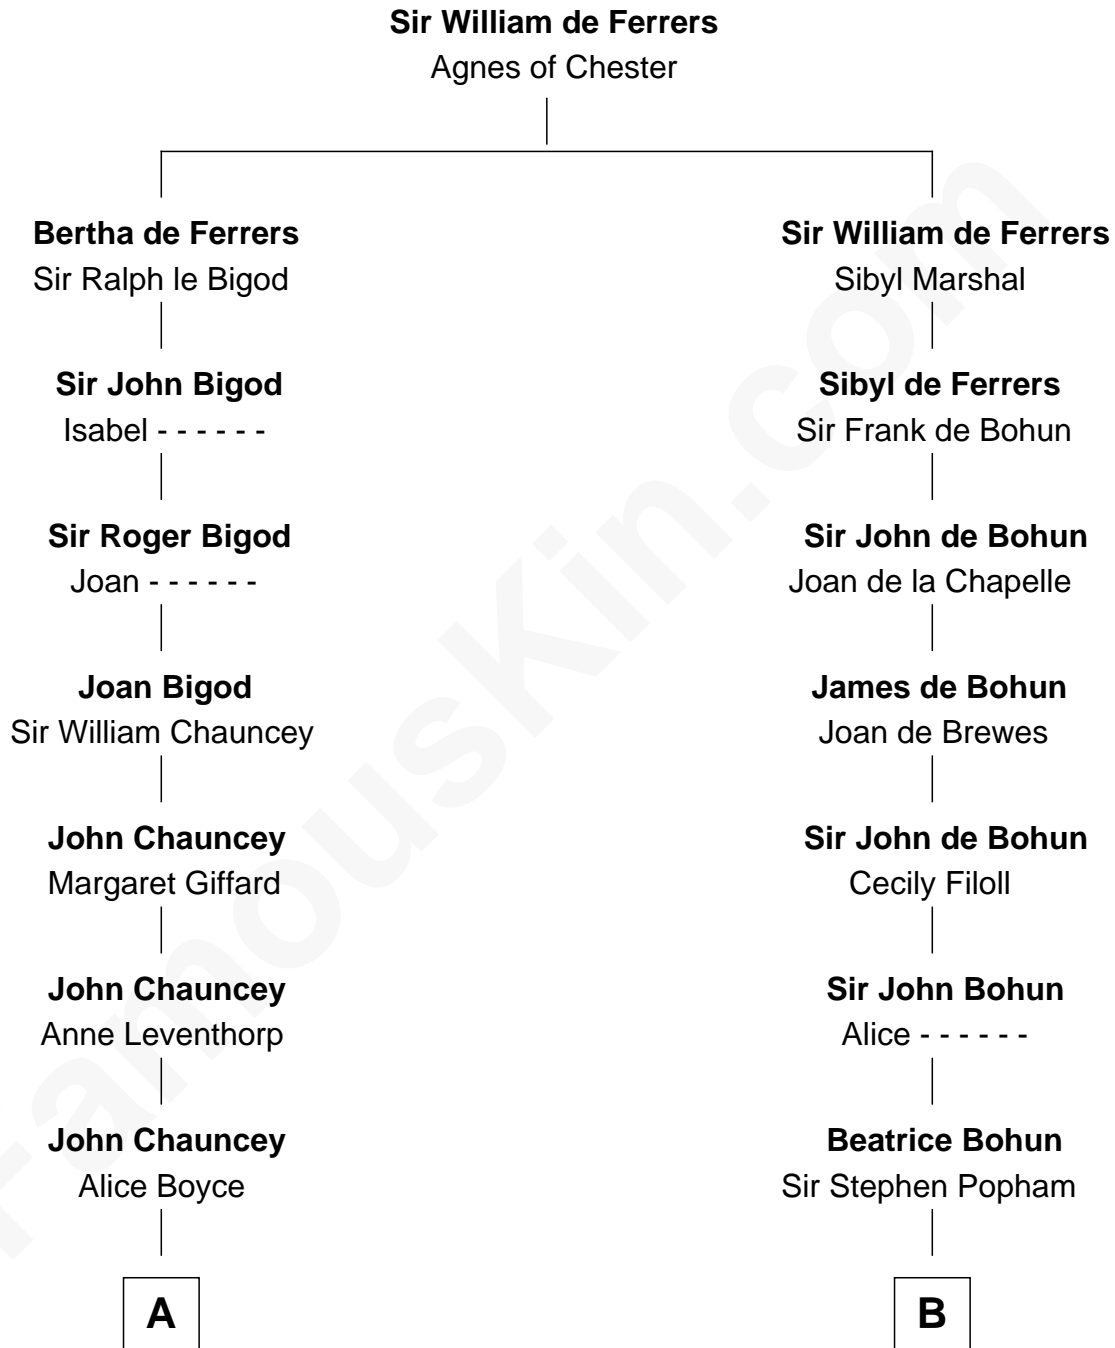 Sir William de Ferrers
Agnes of Chester
Bertha de Ferrers
Sir Ralph le Bigod
Sir William de Ferrers
Sibyl Marshal
Sir John Bigod
Isabel - - - - - -
Sibyl de Ferrers
Sir Frank de Bohun
Sir Roger Bigod
Joan - - - - - -
Sir John de Bohun
Joan de la Chapelle
Joan Bigod
Sir William Chauncey
James de Bohun
Joan de Brewes
John Chauncey
Margaret Giffard
Sir John de Bohun
Cecily Filoll
John Chauncey
Anne Leventhorp
Sir John Bohun
Alice - - - - - -
John Chauncey
Alice Boyce
Beatrice Bohun
Sir Stephen Popham
A
B
FamousKin.com